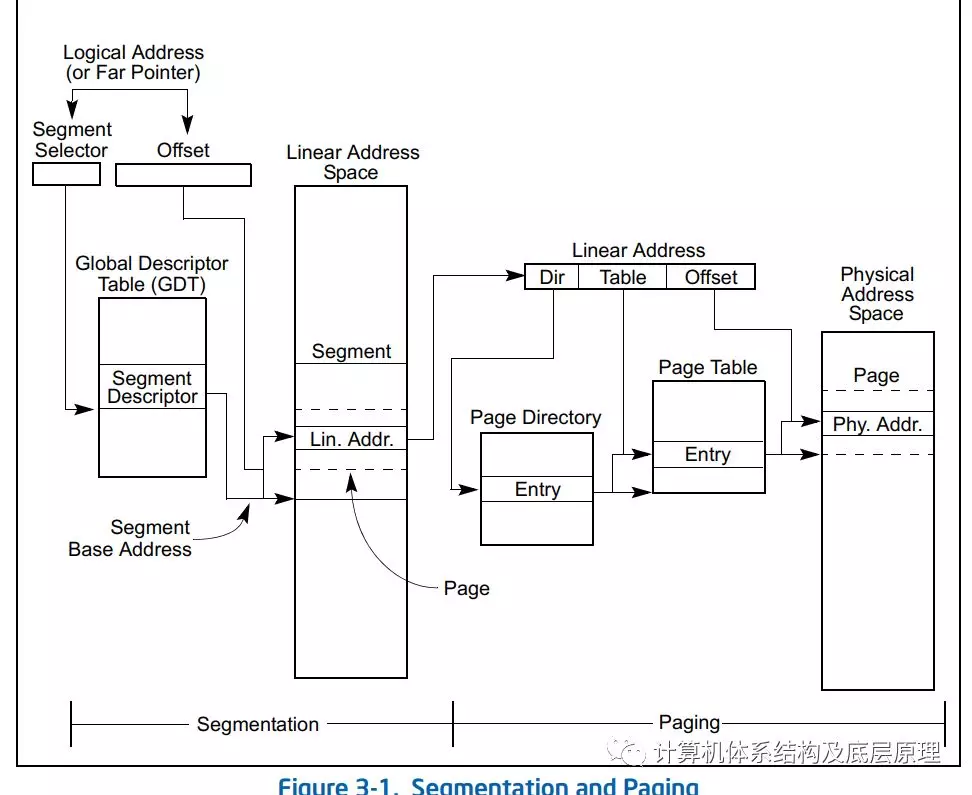 Logical Address
(or Far Pointer)
Segment
Selector
Offset
Linear Address
Space
Global Descriptor
Table (GDT)
Segment
Descriptor
Segment
Lin. Addr.
Segment
Base Address
Page
Linear Address
Dir
Table
Offset
Physical
Address
Space
Page Table
Page
Page Directory
Phy. Addr.
Entry
Entry
Segmentation
Paging
计算机体系结构及底层原理
Figure 3-1. Segmentation and Paging